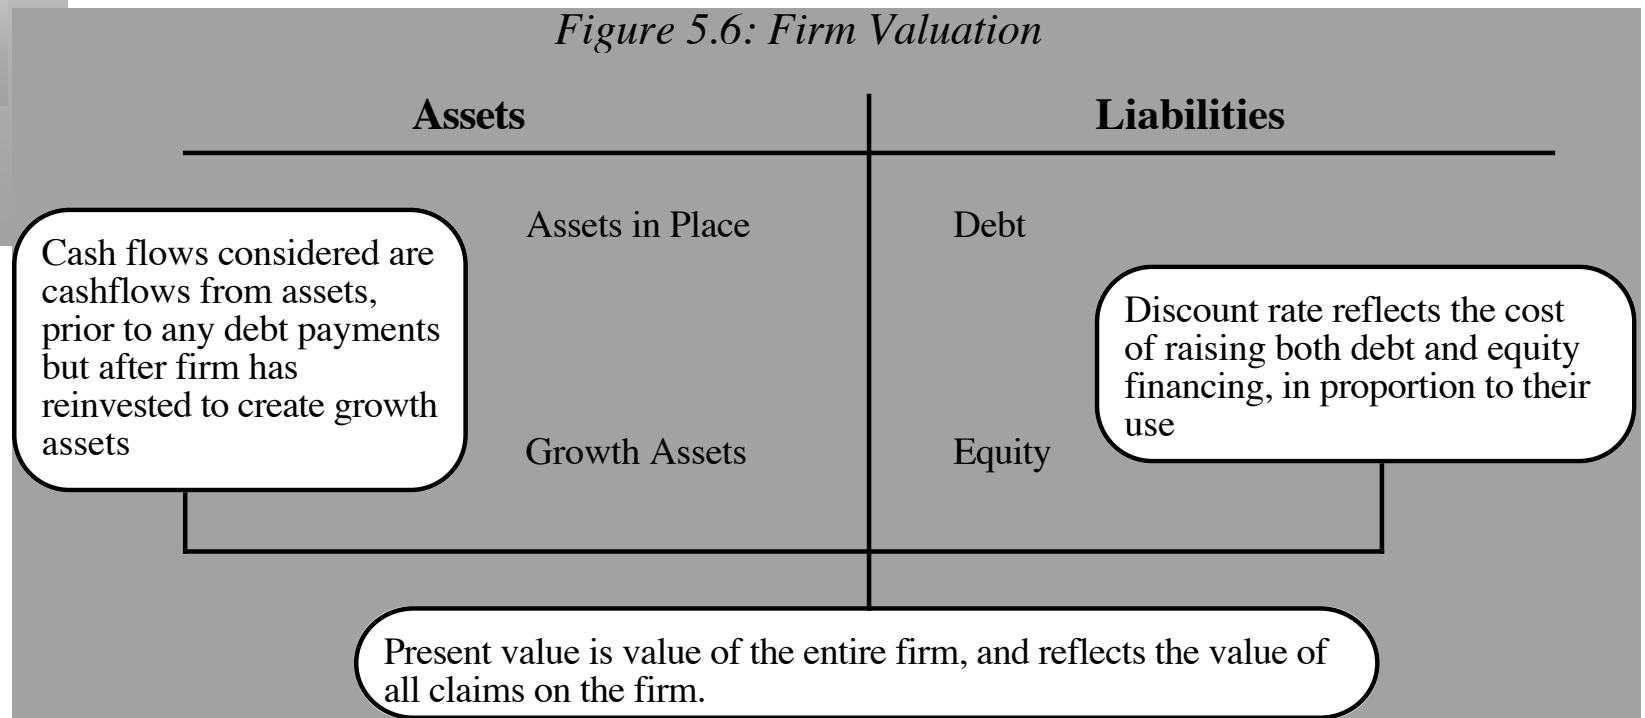 Figure 5.6: Firm Valuation
Assets
Liabilities
Assets in Place
Debt
Cash flows considered are
cashflows from assets,
prior to any debt payments
but after firm has
reinvested to create growth
assets
Discount rate reflects the cost
of raising both debt and equity
financing, in proportion to their
use
Growth Assets
Equity
Present value is value of the entire firm, and reflects the value of
all claims on the firm.